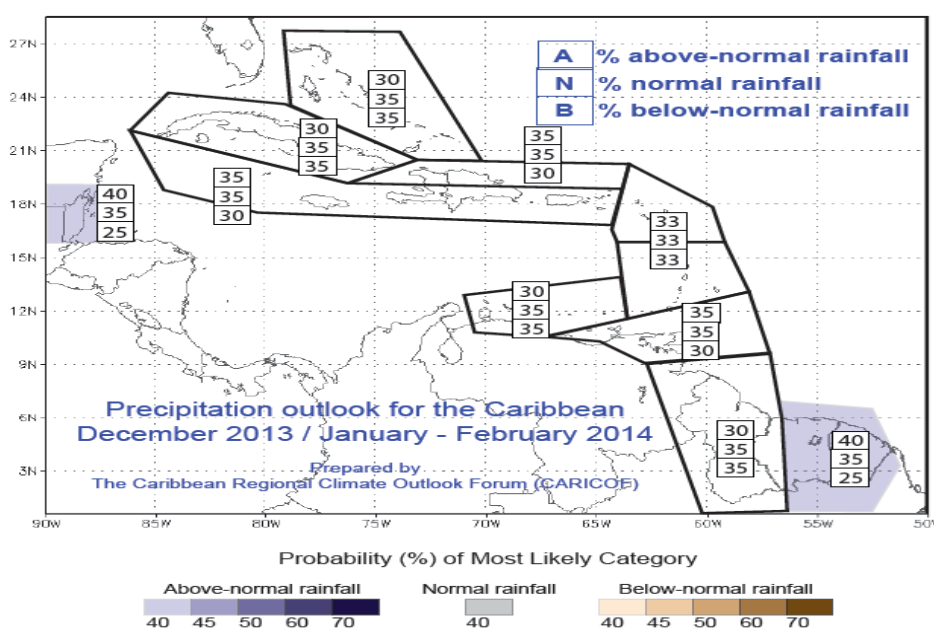 27N
24N
21N
18N
15N
12N
9N
6N
3N
A % above-normal rainfall
N % normal rainfall
B % below-normal rainfall
30
35
35
30
35
35
35
35
30
35
35
30
40
35
25
33
33
33
30
35
35
35
35
30
30
35
35
40
35
25
Precipitation outlook for the Caribbean
December 2013 / January - February 2014
Prepared by
The Caribbean Regional Climate Outlook Forum (CARICOF)
90W 85W 80W 75W 70W 65W 60W 55W 50W
Probability (%) of Most Likely Category
Above-normal rainfall Normal rainfall Below-normal rainfall
40 45 50 60 70 40 40 45 50 60 70